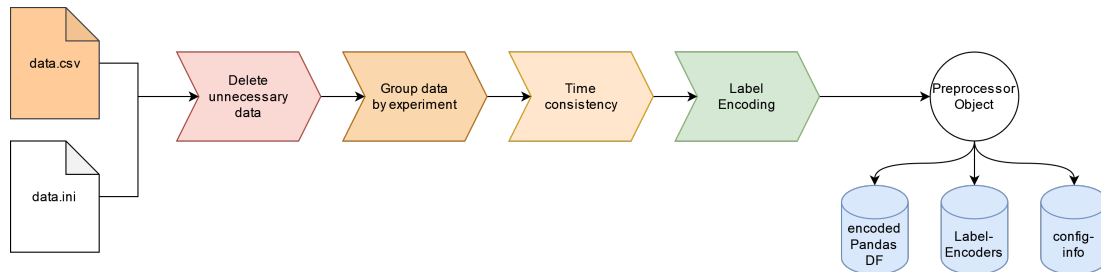 data.csv
data.ini
Delete
unnecessary
data
Group data
by experiment
Time
consistency
Label
Encoding
Preprocessor
Object
encoded
Pandas
DF
Label-
Encoders
config-
info